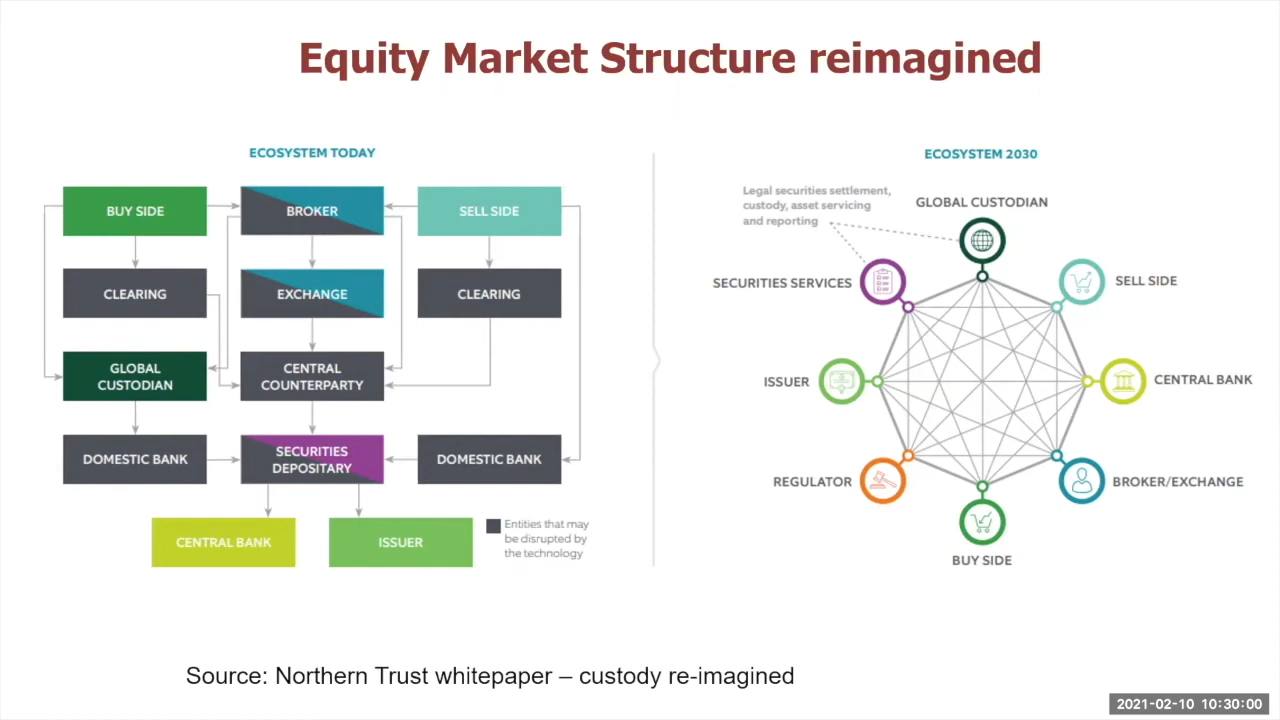 Equity Market Structure reimagined
ECOSYSTEM TODAY
BUY SIDE
BROKER
SELL SIDE
CLEARING
EXCHANGE
CLEARING
GLOBAL
CUSTODIAN
CENTRAL
COUNTERPARTY
DOMESTIC BANK
SECURITIES
DEPOSITARY
DOMESTIC BANK
CENTRAL BANK
ISSUER
Entities that may
be disrupted by
the technology
ECOSYSTEM 2030
Legal securities settlement,
custody, asset servicing
and reporting
GLOBAL CUSTODIAN
SECURITIES SERVICES
SELL SIDE
ISSUER
CENTRAL BANK
REGULATOR
BROKER/EXCHANGE
BUY SIDE
Source: Northern Trust whitepaper – custody re-imagined
2021-02-10 10:30:00